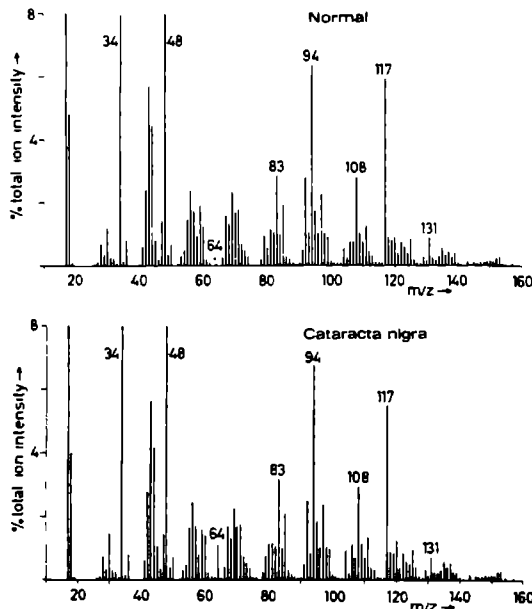 Normal
% total ion intensity →
8
4
34
48
64
83
94
108
117
131
20 40 60 80 100 120 140 160
m/z →
Cataracta nigra
% total ion intensity →
8
4
34
48
64
83
94
108
117
131
20 40 60 80 100 120 140 160
m/z →